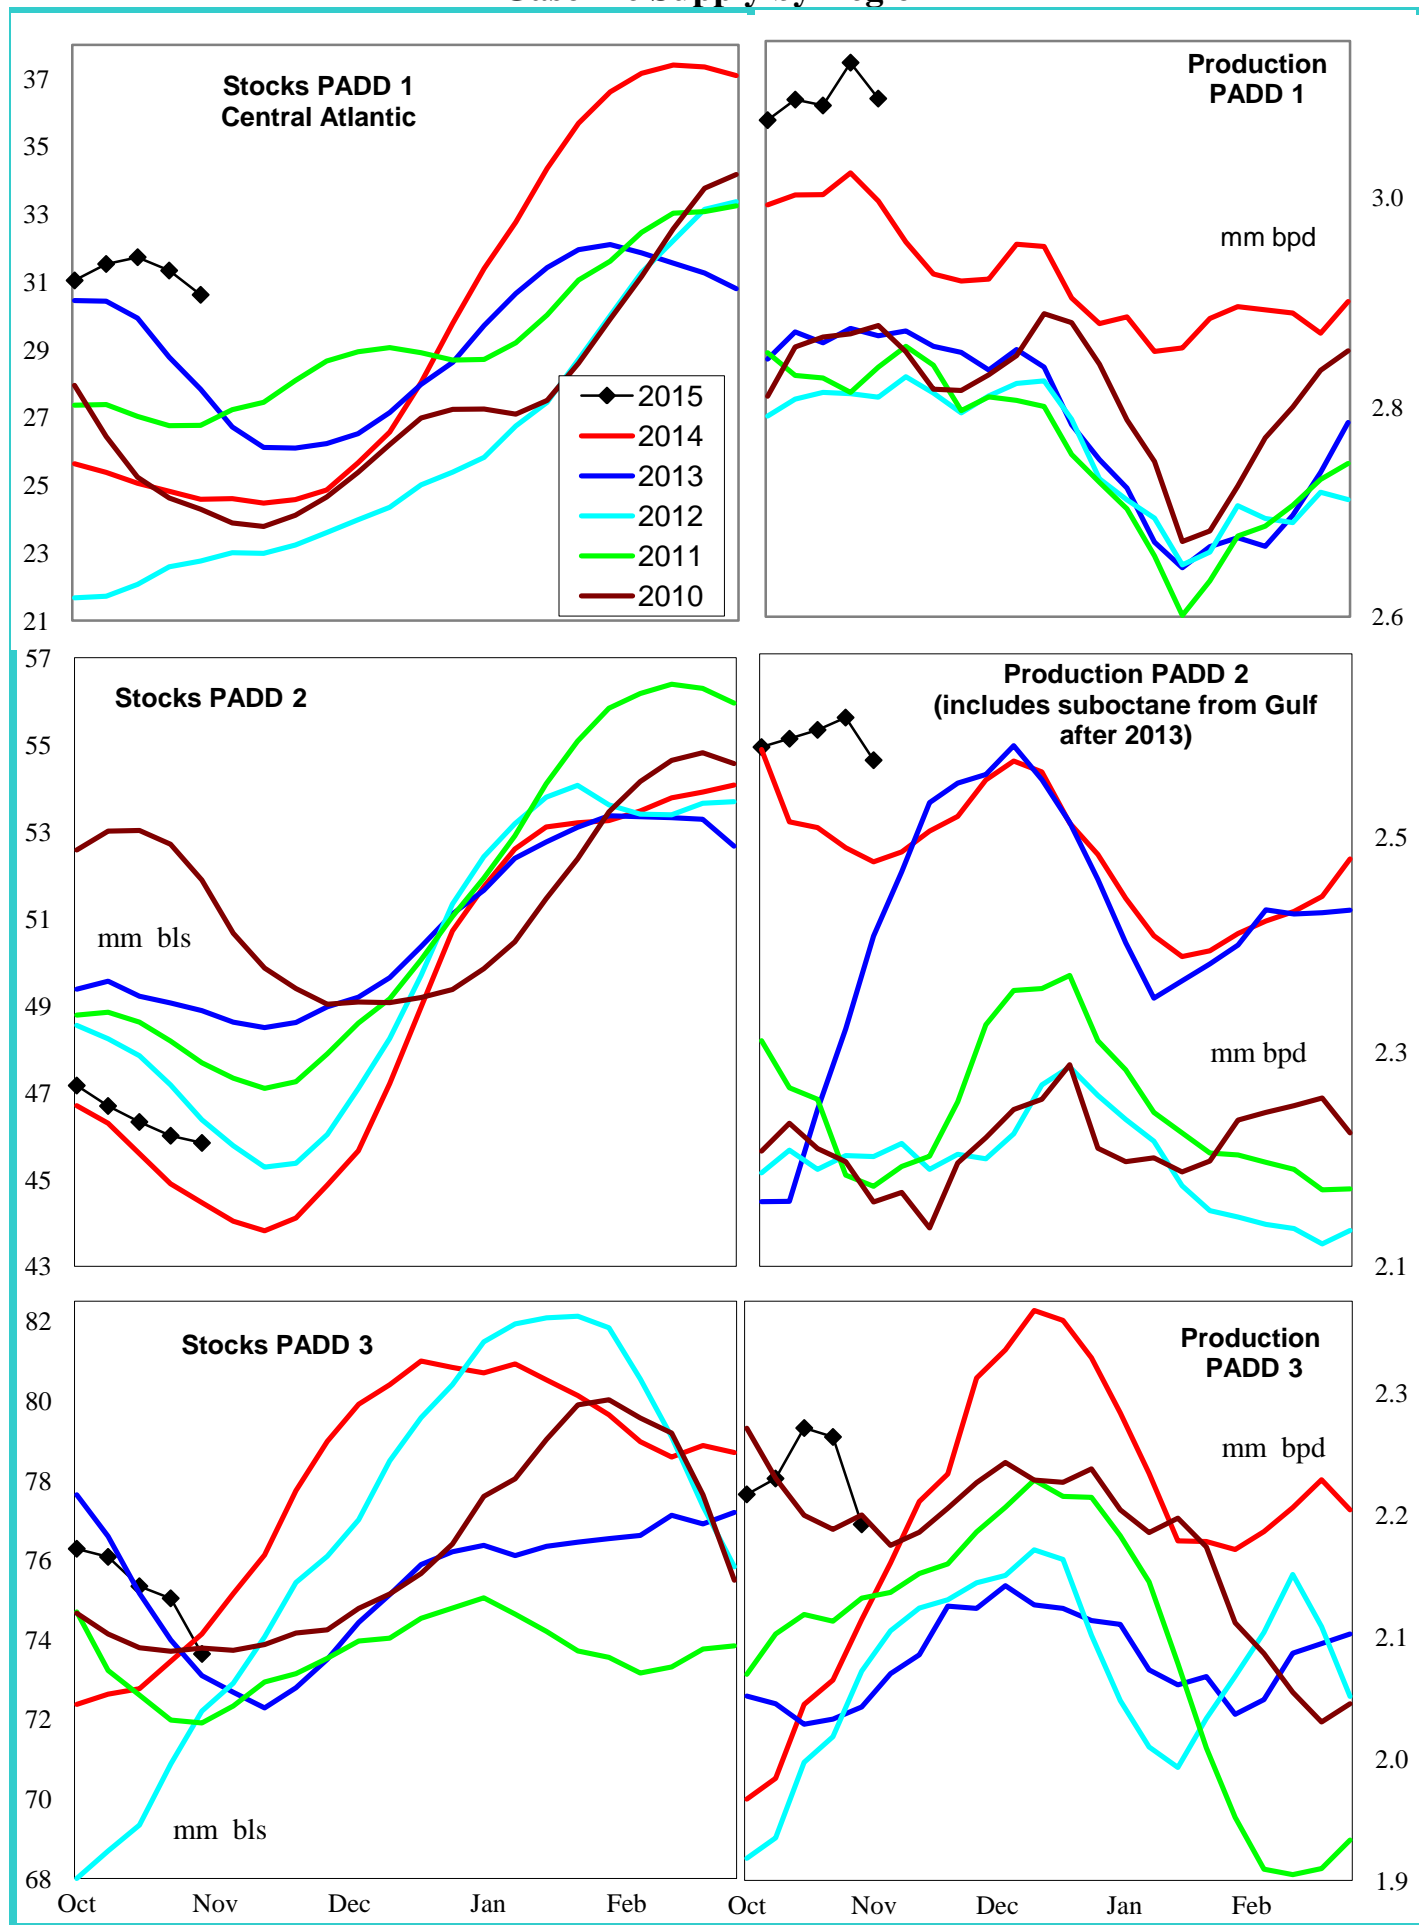 Stocks PADD 1
Central Atlantic
37
35
33
31
29
27
25
23
21
2015
2014
2013
2012
2011
2010
Production
PADD 1
mm bpd
3.0
2.8
2.6
Stocks PADD 2
mm bls
57
55
53
51
49
47
45
43
Production PADD 2
(includes suboctane from Gulf
after 2013)
mm bpd
2.5
2.3
2.1
Stocks PADD 3
mm bls
82
80
78
76
74
72
70
68
Oct Nov Dec Jan Feb
Production
PADD 3
mm bpd
2.3
2.2
2.1
2.0
1.9
Oct Nov Dec Jan Feb